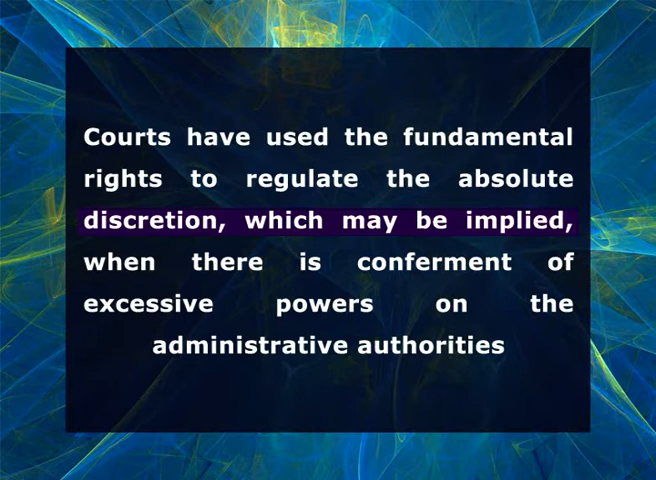 Courts have used the fundamental
rights to regulate the absolute
discretion, which may be implied,
when there is conferment of
excessive powers on the
administrative authorities